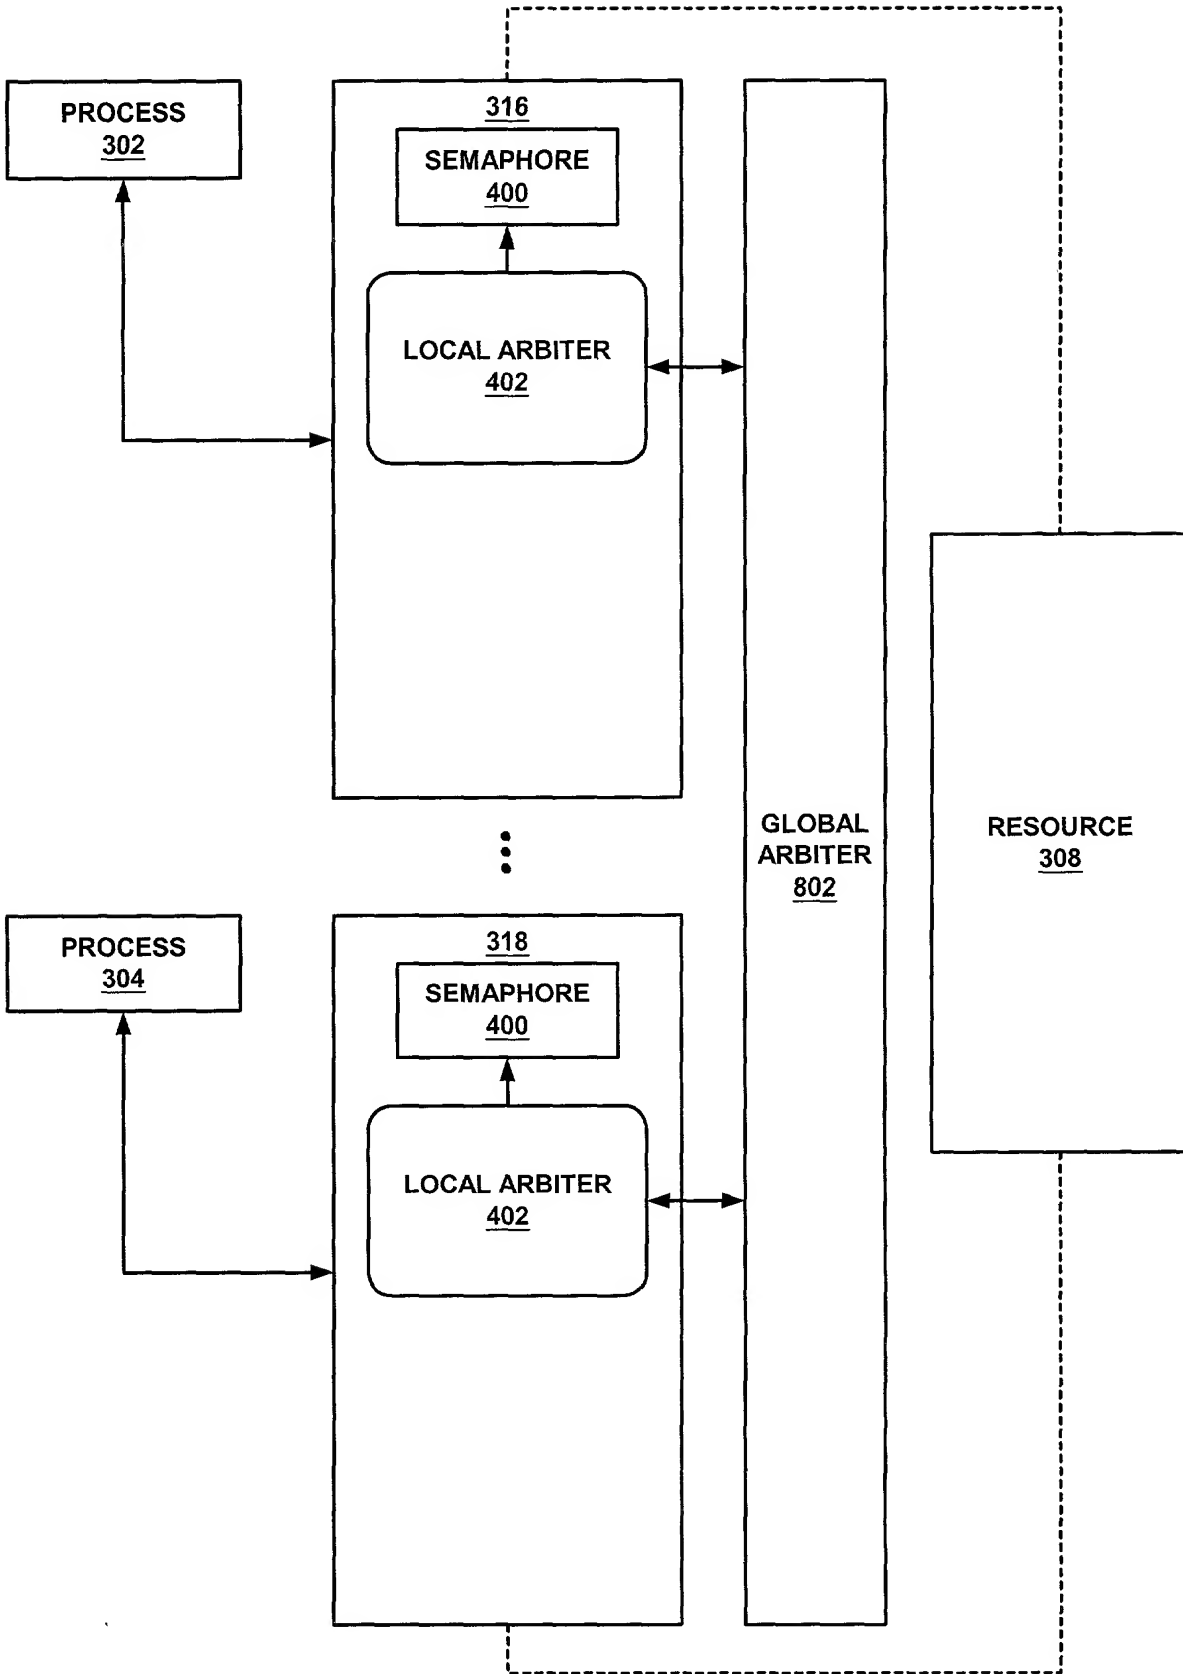 PROCESS
302
316
SEMAPHORE
400
LOCAL ARBITER
402
GLOBAL
ARBITER
802
RESOURCE
308
PROCESS
304
318
SEMAPHORE
400
LOCAL ARBITER
402